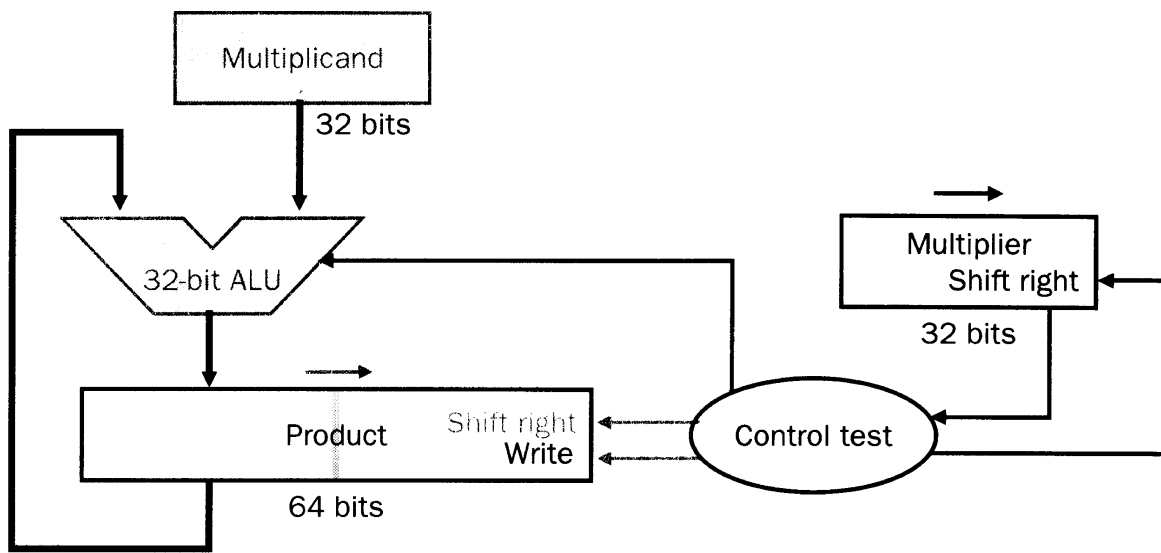 Multiplicand
32 bits
32-bit ALU
Multiplier
Shift right
32 bits
Product
Shift right
Write
64 bits
Control test